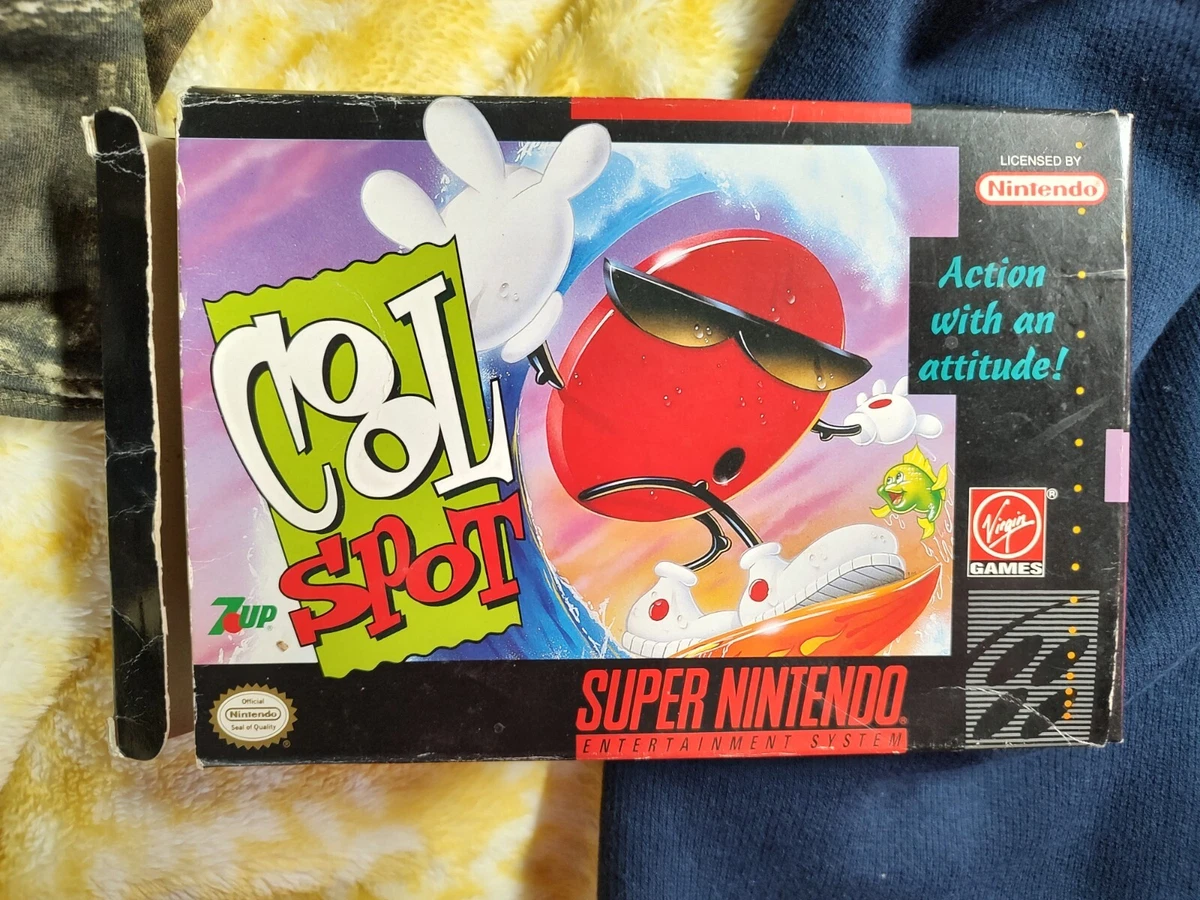 LICENSED BY
Nintendo
Action
with an
attitude!
COOL
SPOT
7UP
Virgin
GAMES
Official
Nintendo
Seal of Quality
SUPER NINTENDO
ENTERTAINMENT SYSTEM